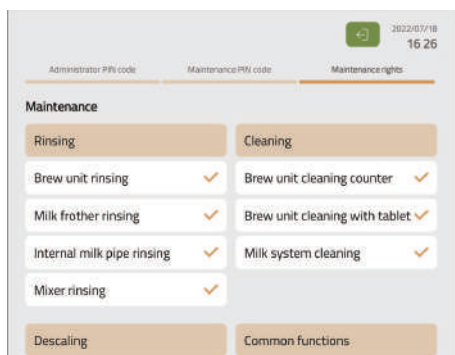 2022/07/18
16 26
Administrator PIN code Maintenance PIN code Maintenance rights
Maintenance
Rinsing Cleaning
Brew unit rinsing Brew unit cleaning counter
Milk frother rinsing Brew unit cleaning with tablet
Internal milk pipe rinsing Milk system cleaning
Mixer rinsing
Descaling Common functions